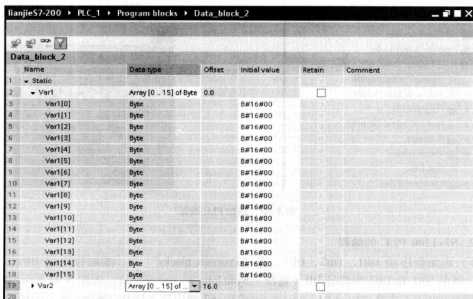 lianjieS7-200 ▸ PLC_1 ▸ Program blocks ▸ Data_block_2
Data_block_2
Name Data type Offset Initial value Retain Comment
1 Static
2 Var1 Array [0 .. 15] of Byte 0.0
3 Var1[0] Byte B#16#00
4 Var1[1] Byte B#16#00
5 Var1[2] Byte B#16#00
6 Var1[3] Byte B#16#00
7 Var1[4] Byte B#16#00
8 Var1[5] Byte B#16#00
9 Var1[6] Byte B#16#00
10 Var1[7] Byte B#16#00
11 Var1[8] Byte B#16#00
12 Var1[9] Byte B#16#00
13 Var1[10] Byte B#16#00
14 Var1[11] Byte B#16#00
15 Var1[12] Byte B#16#00
16 Var1[13] Byte B#16#00
17 Var1[14] Byte B#16#00
18 Var1[15] Byte B#16#00
19 Var2 Array [0 .. 15] of ... 16.0
20